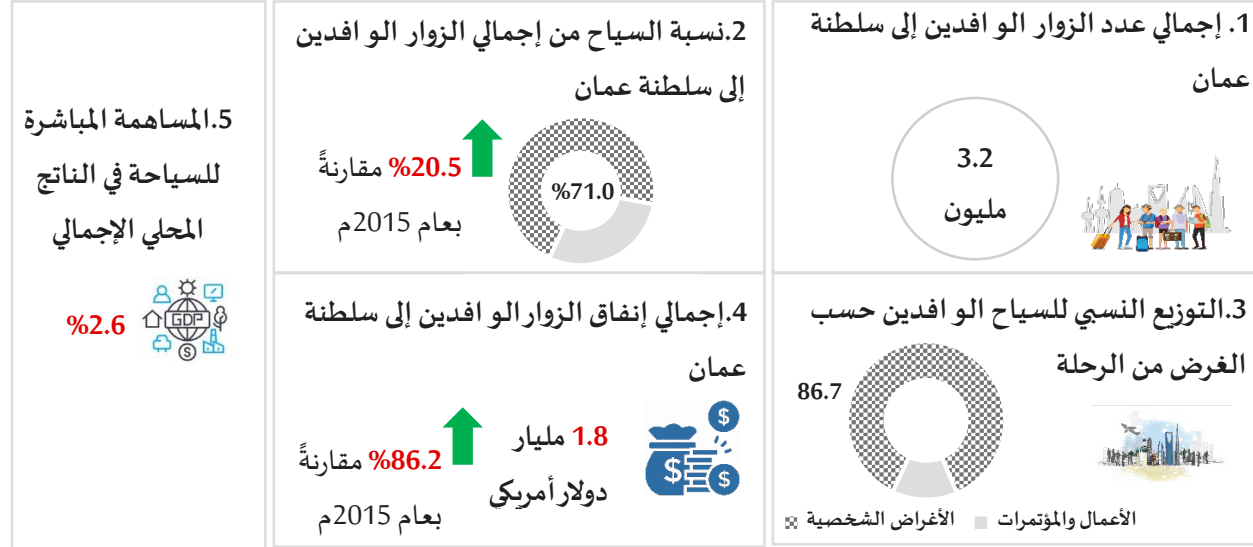 1. إجمالي عدد الزوار الوافدين إلى سلطنة
عمان
3.2
مليون
2.نسبة السياح من إجمالي الزوار الوافدين
إلى سلطنة عمان
%71.0
%20.5 مقارنةً
بعام 2015م
3.التوزيع النسبي للسياح الوافدين حسب
الغرض من الرحلة
86.7
الأغراض الشخصية
الأعمال والمؤتمرات
4.إجمالي إنفاق الزوار الوافدين إلى سلطنة
عمان
1.8 مليار
دولار أمريكي
%86.2 مقارنةً
بعام 2015م
5.المساهمة المباشرة
للسياحة في الناتج
المحلي الإجمالي
GDP
%2.6